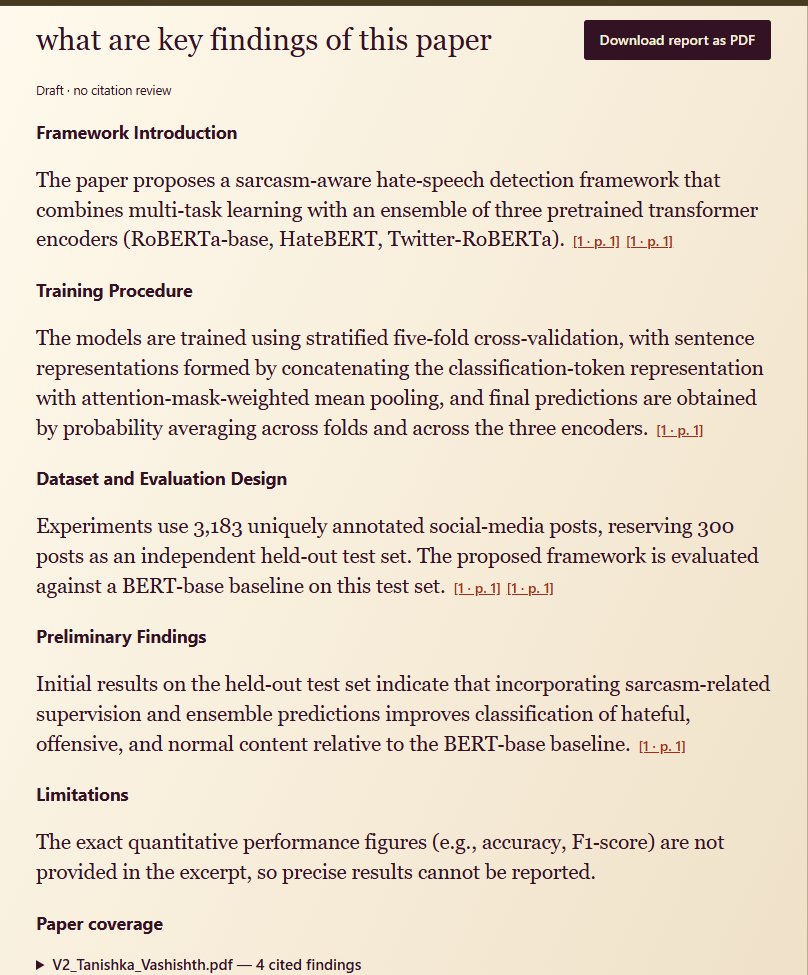 what are key findings of this paper
Download report as PDF
Draft · no citation review
Framework Introduction
The paper proposes a sarcasm-aware hate-speech detection framework that
combines multi-task learning with an ensemble of three pretrained transformer
encoders (RoBERTa-base, HateBERT, Twitter-RoBERTa). [1 · p. 1] [1 · p. 1]
Training Procedure
The models are trained using stratified five-fold cross-validation, with sentence
representations formed by concatenating the classification-token representation
with attention-mask-weighted mean pooling, and final predictions are obtained
by probability averaging across folds and across the three encoders. [1 · p. 1]
Dataset and Evaluation Design
Experiments use 3,183 uniquely annotated social-media posts, reserving 300
posts as an independent held-out test set. The proposed framework is evaluated
against a BERT-base baseline on this test set. [1 · p. 1] [1 · p. 1]
Preliminary Findings
Initial results on the held-out test set indicate that incorporating sarcasm-related
supervision and ensemble predictions improves classification of hateful,
offensive, and normal content relative to the BERT-base baseline. [1 · p. 1]
Limitations
The exact quantitative performance figures (e.g., accuracy, F1-score) are not
provided in the excerpt, so precise results cannot be reported.
Paper coverage
▶ V2_Tanishka_Vashishth.pdf — 4 cited findings